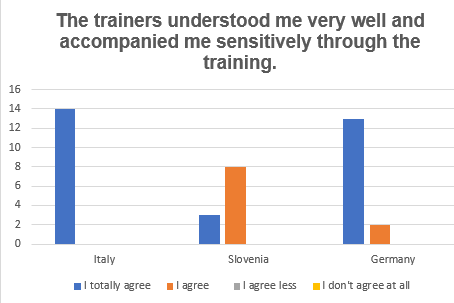 The trainers understood me very well and
accompanied me sensitively through the
training.
16
14
12
10
8
6
4
2
0
Italy Slovenia Germany
I totally agree I agree I agree less I don't agree at all